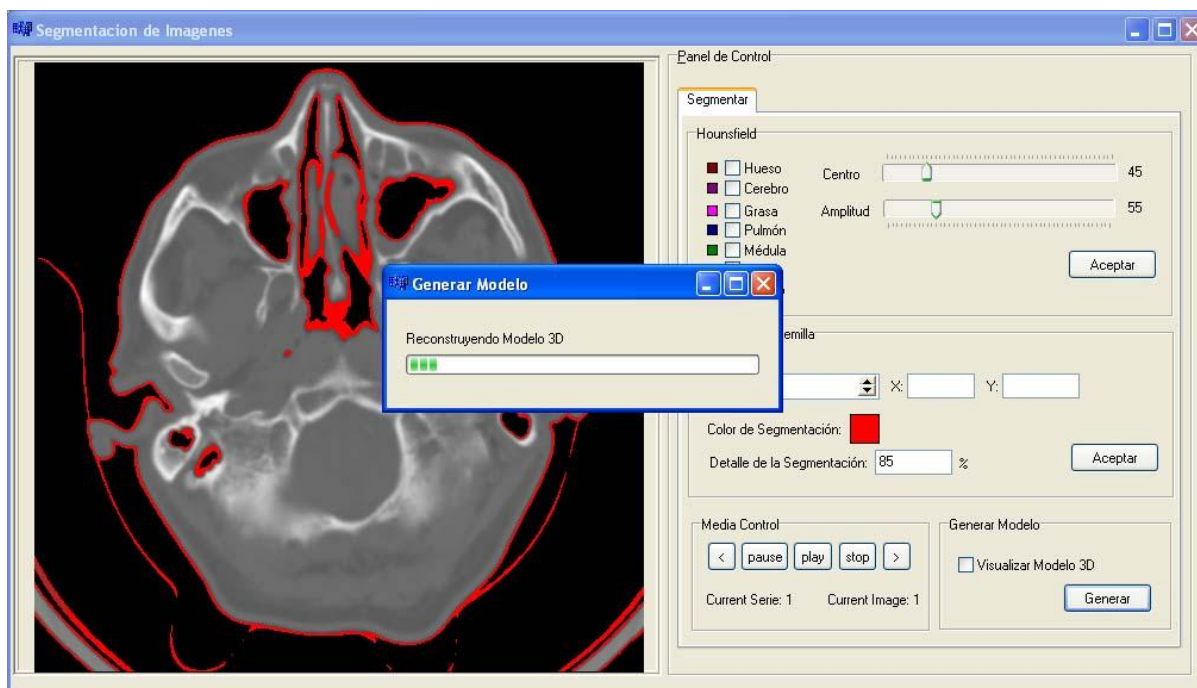 Segmentacion de Imagenes
Panel de Control
Segmentar
Hounsfield
Hueso
Cerebro
Grasa
Pulmón
Médula
Centro
45
Amplitud
55
Aceptar
Generar Modelo
Reconstruyendo Modelo 3D
X:
Y:
Color de Segmentación:
Detalle de la Segmentación: 85 %
Aceptar
Media Control
< pause play stop >
Current Serie: 1 Current Image: 1
Generar Modelo
Visualizar Modelo 3D
Generar